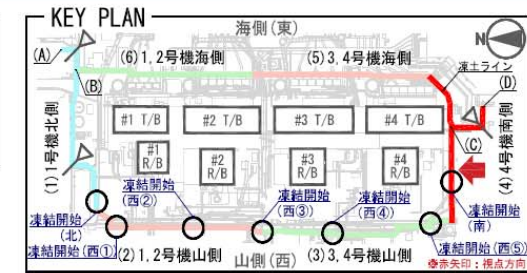 KEY PLAN
海側(東)
N
(A)
(6)1,2号機海側
(5)3,4号機海側
凍土ライン
(B)
(D)
#1 T/B
#2 T/B
#3 T/B
#4 T/B
(1)1号機北側
(C)
(4)4号機南側
#1
R/B
#2
R/B
#3
R/B
#4
R/B
凍結開始
(西②)
凍結開始
(西③)
凍結開始
(西④)
凍結開始
(南)
凍結開始
(北)
凍結開始(西①)
(2)1,2号機山側
(3)3,4号機山側
凍結開始(西⑤)
山側(西)
※赤矢印：視点方向